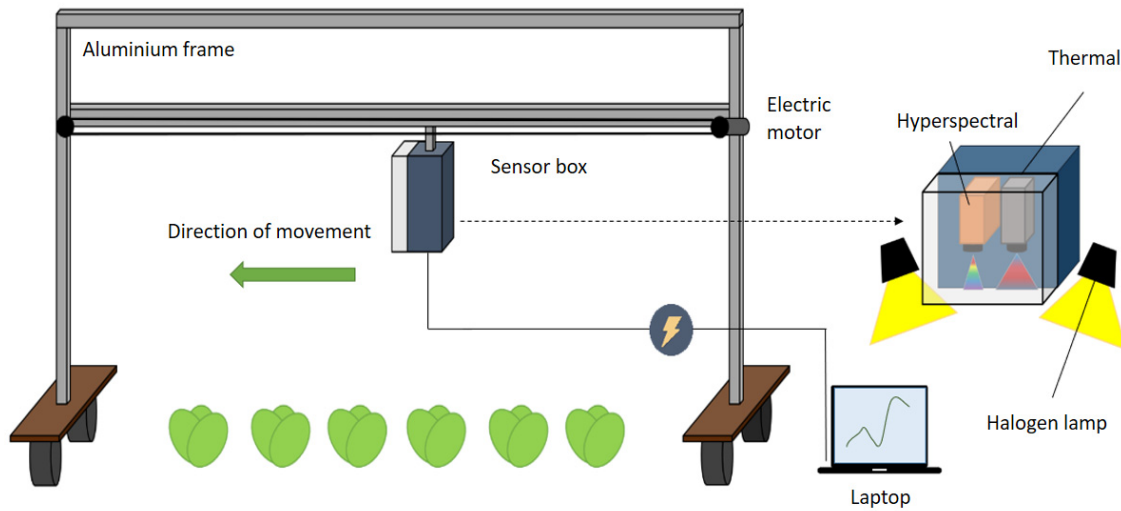 Aluminium frame
Thermal
Electric
motor
Hyperspectral
Sensor box
Direction of movement
Halogen lamp
Laptop